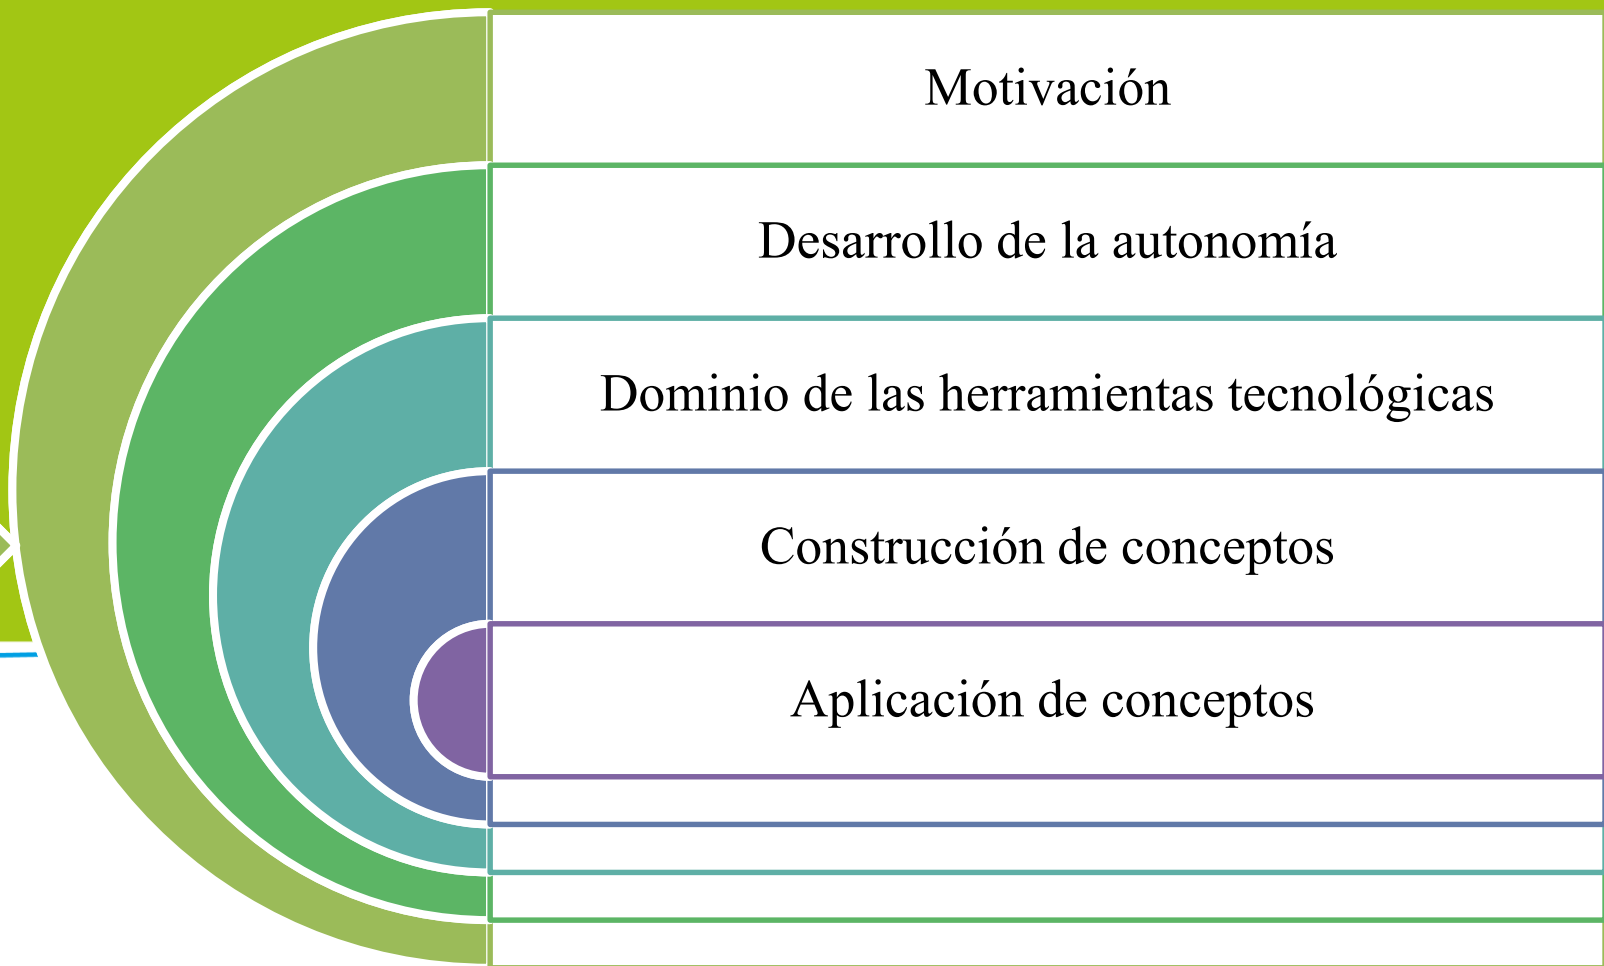 Motivación
Desarrollo de la autonomía
Dominio de las herramientas tecnológicas
Construcción de conceptos
Aplicación de conceptos